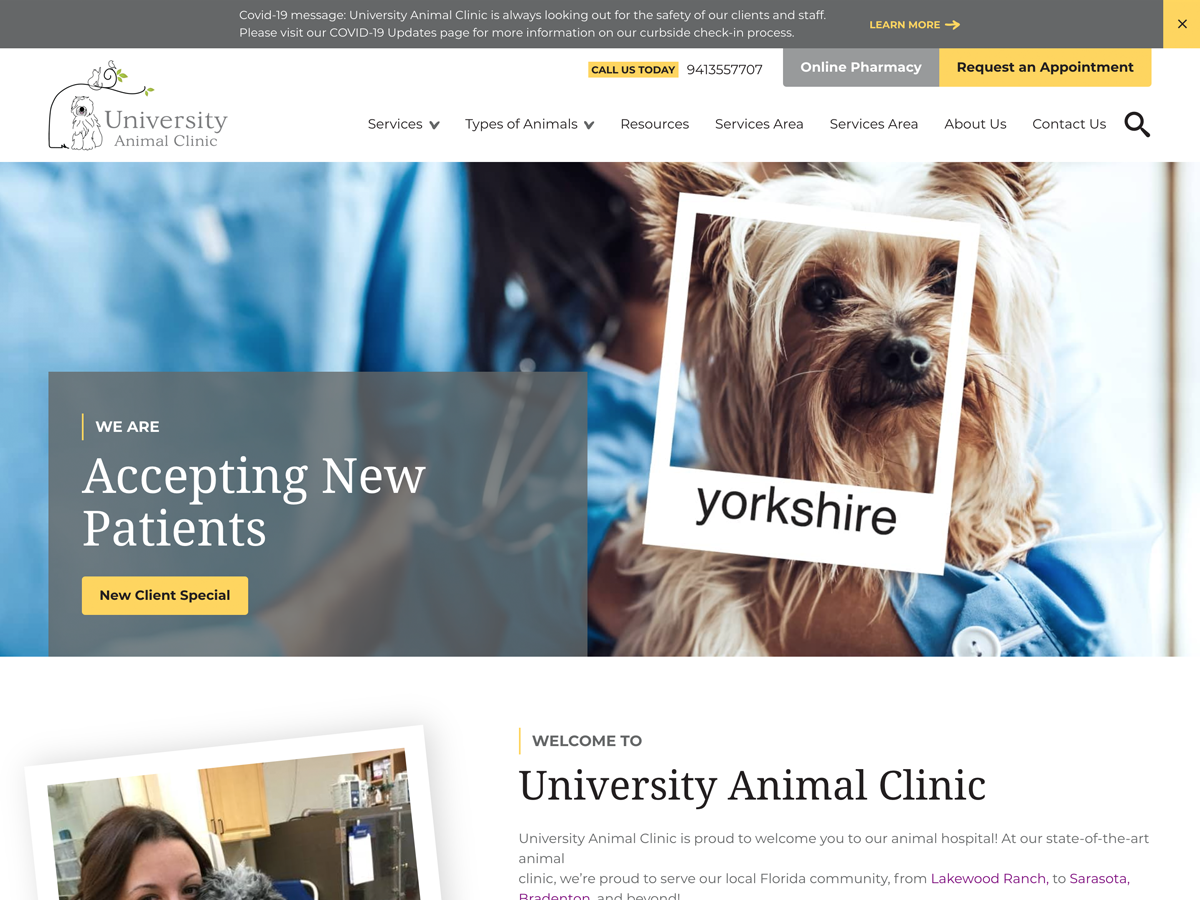 Covid-19 message: University Animal Clinic is always looking out for the safety of our clients and staff.
Please visit our COVID-19 Updates page for more information on our curbside check-in process.
LEARN MORE
CALL US TODAY 9413557707
Online Pharmacy
Request an Appointment
University
Animal Clinic
Services
Types of Animals
Resources
Services Area
Services Area
About Us
Contact Us
yorkshire
WE ARE
Accepting New
Patients
New Client Special
WELCOME TO
University Animal Clinic
University Animal Clinic is proud to welcome you to our animal hospital! At our state-of-the-art
animal
clinic, we’re proud to serve our local Florida community, from Lakewood Ranch, to Sarasota,
Bradenton, and beyond!